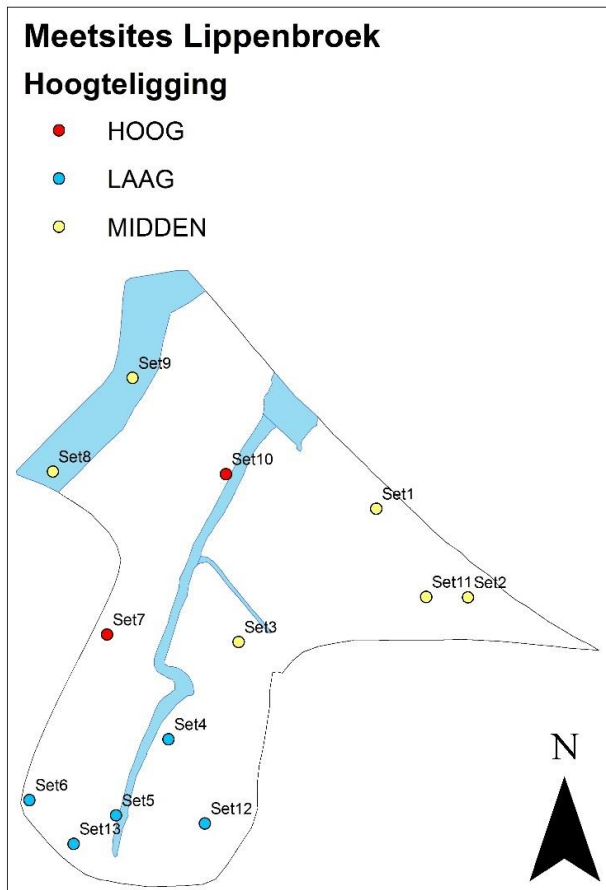 Meetsites Lippenbroek
Hoogteligging
HOOG
LAAG
MIDDEN
Set9
Set8
Set10
Set1
Set11
Set2
Set7
Set3
Set4
Set6
Set5
Set12
Set13
N